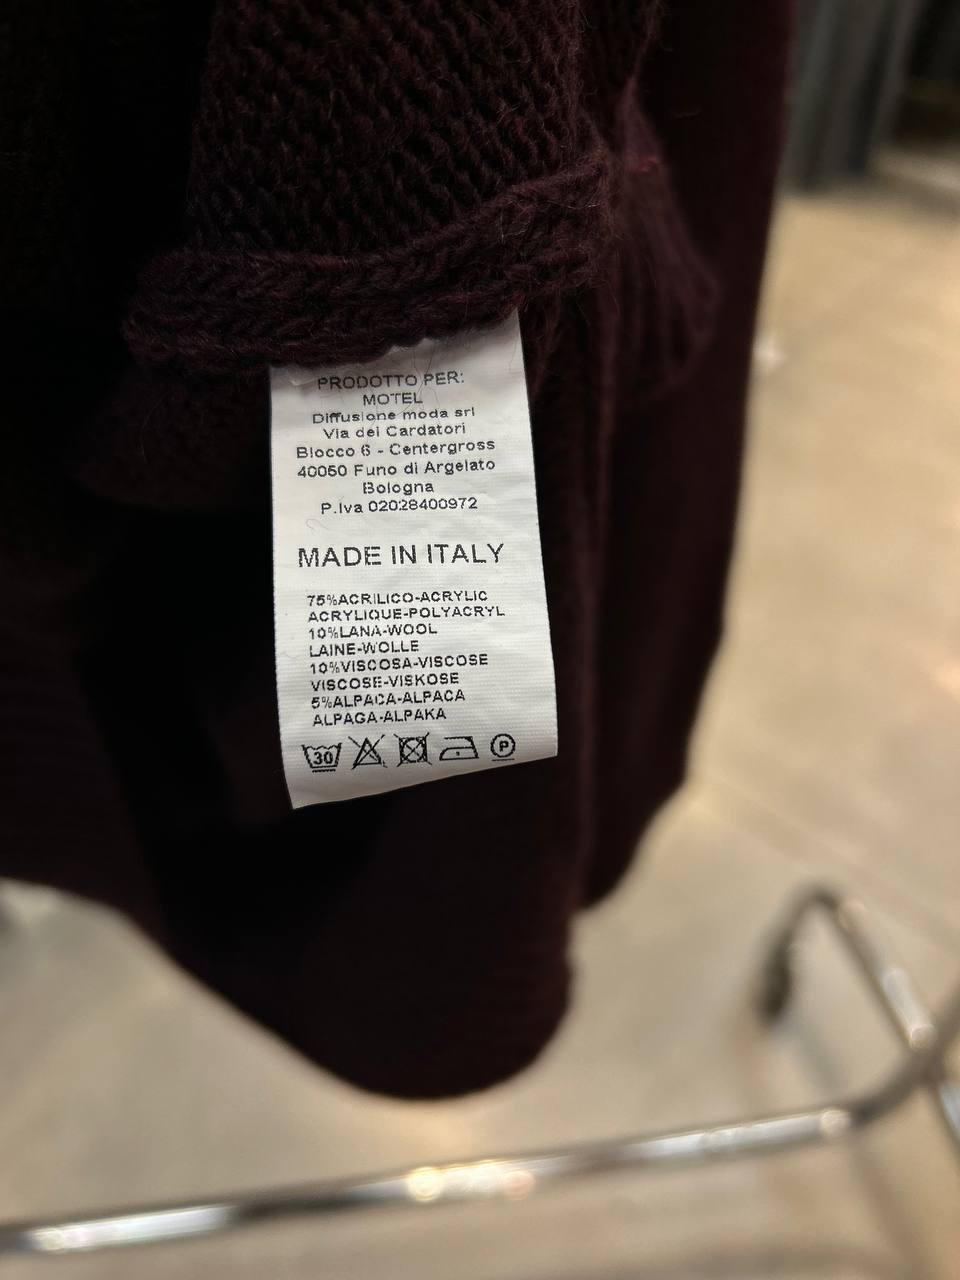 PRODOTTO PER:
MOTEL
Diffusione moda srl
Via dei Cardatori
Blocco 6 - Centergross
40050 Funo di Argelato
Bologna
P.Iva 02028400972
MADE IN ITALY
75%ACRILICO-ACRYLIC
ACRYLIQUE-POLYACRYL
10%LANA-WOOL
LAINE-WOLLE
10%VISCOSA-VISCOSE
VISCOSE-VISKOSE
5%ALPACA-ALPACA
ALPAGA-ALPAKA
30 P